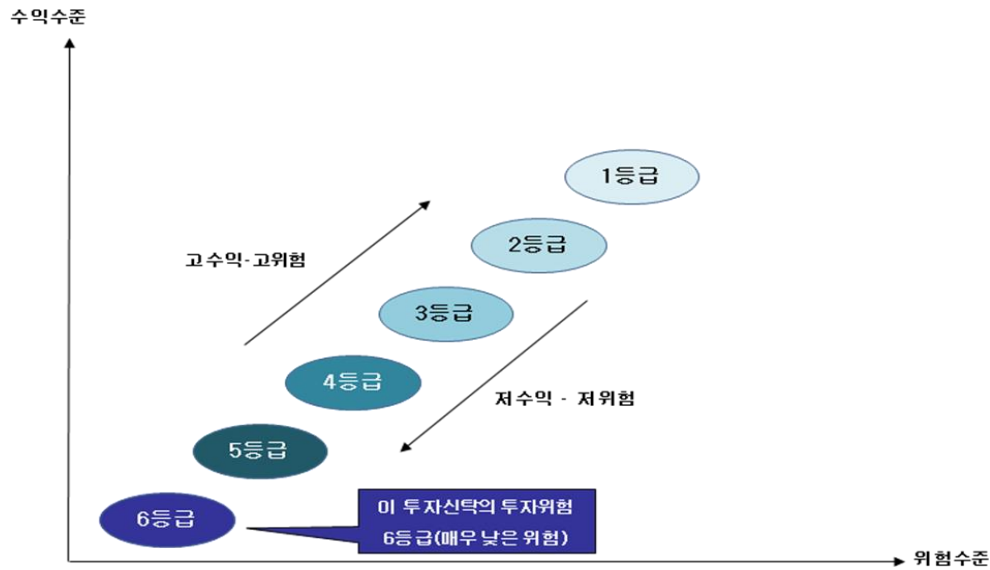 수익수준
1등급
2등급
고수익-고위험
3등급
4등급
저수익 - 저위험
5등급
이 투자신탁의 투자위험
6등급
6등급(매우 낮은 위험)
위험수준